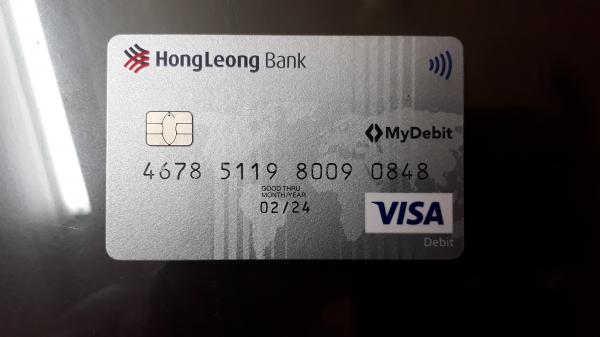 HongLeong Bank
MyDebit
4678 5119 8009 0848
GOOD THRU
MONTH/YEAR
02/24
VISA
Debit